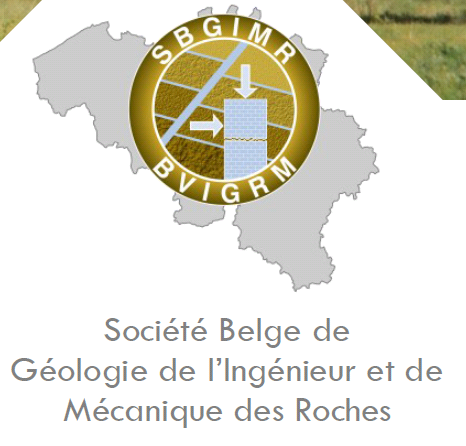 SBGIMR
BVIGRM
Société Belge de
Géologie de l'Ingénieur et de
Mécanique des Roches